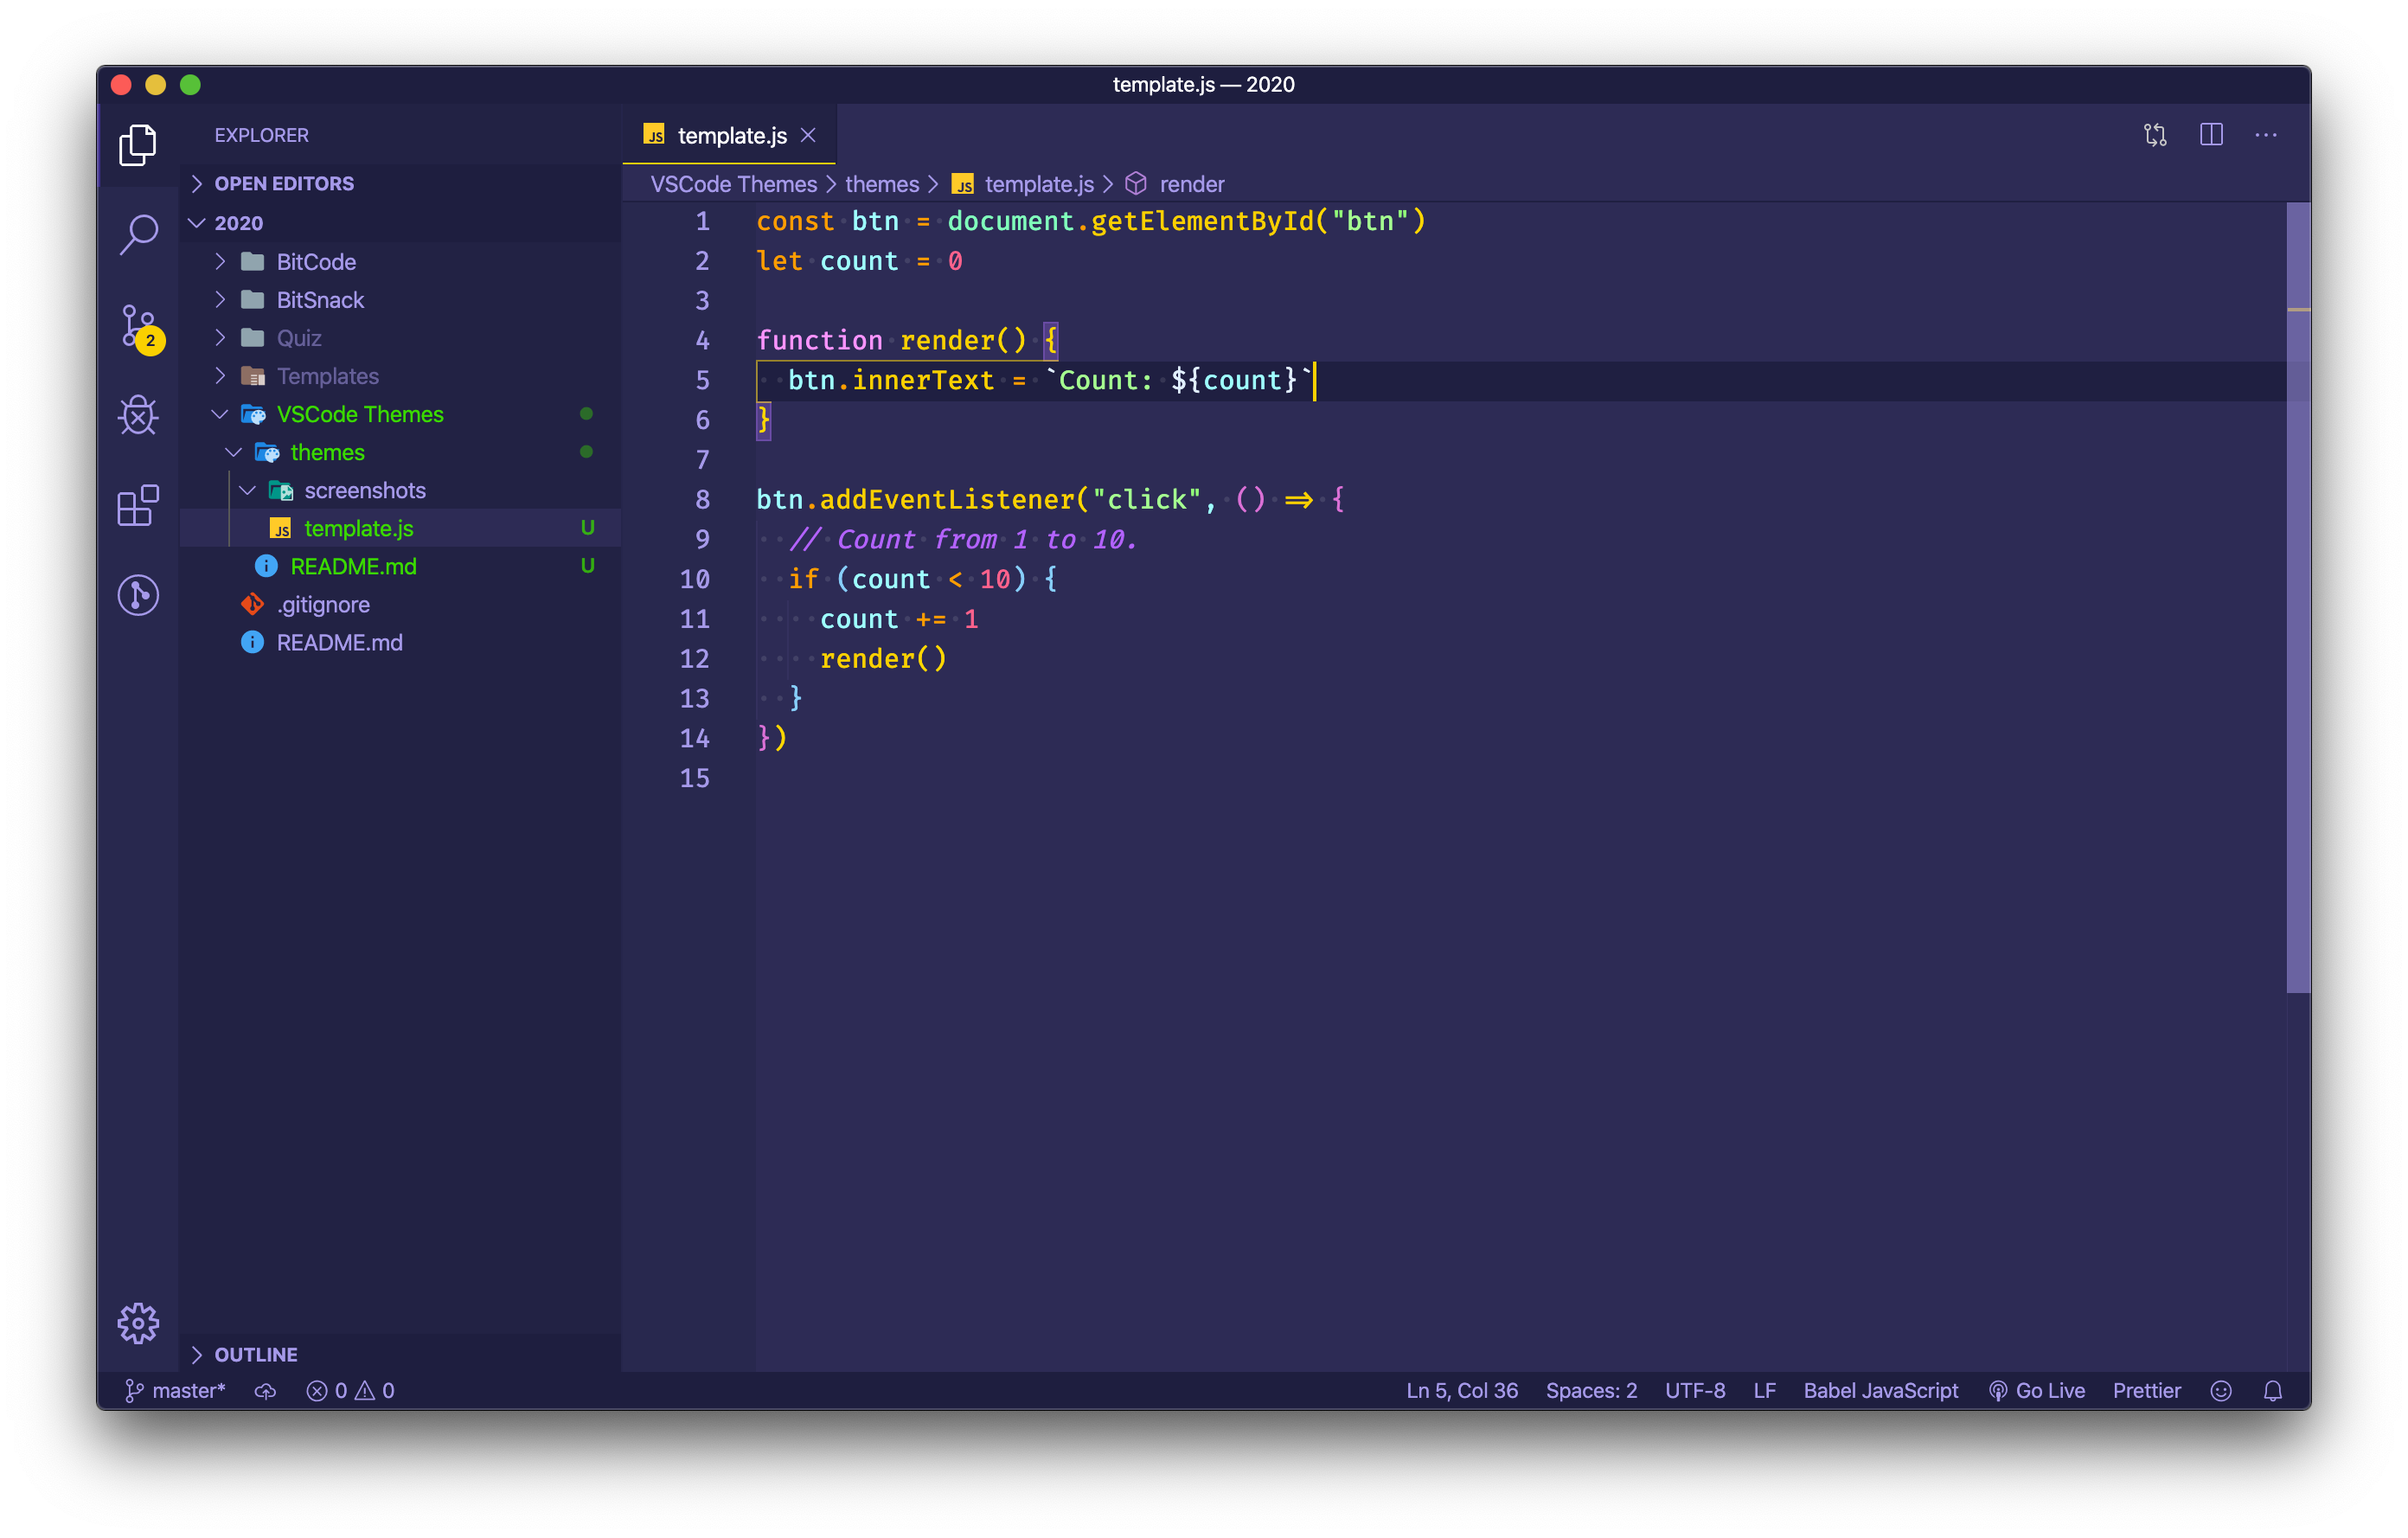 template.js — 2020
EXPLORER
OPEN EDITORS
2020
BitCode
BitSnack
Quiz
Templates
VSCode Themes
themes
screenshots
JS template.js U
README.md U
.gitignore
README.md
OUTLINE
2
JS template.js
VSCode Themes > themes > JS template.js > render
1 const btn = document.getElementById("btn")
2 let count = 0
3
4 function render() {
5   btn.innerText = `Count: ${count}`
6 }
7
8 btn.addEventListener("click", () => {
9   // Count from 1 to 10.
10   if (count < 10) {
11     count += 1
12     render()
13   }
14 })
15
master* 0 0 Ln 5, Col 36 Spaces: 2 UTF-8 LF Babel JavaScript Go Live Prettier